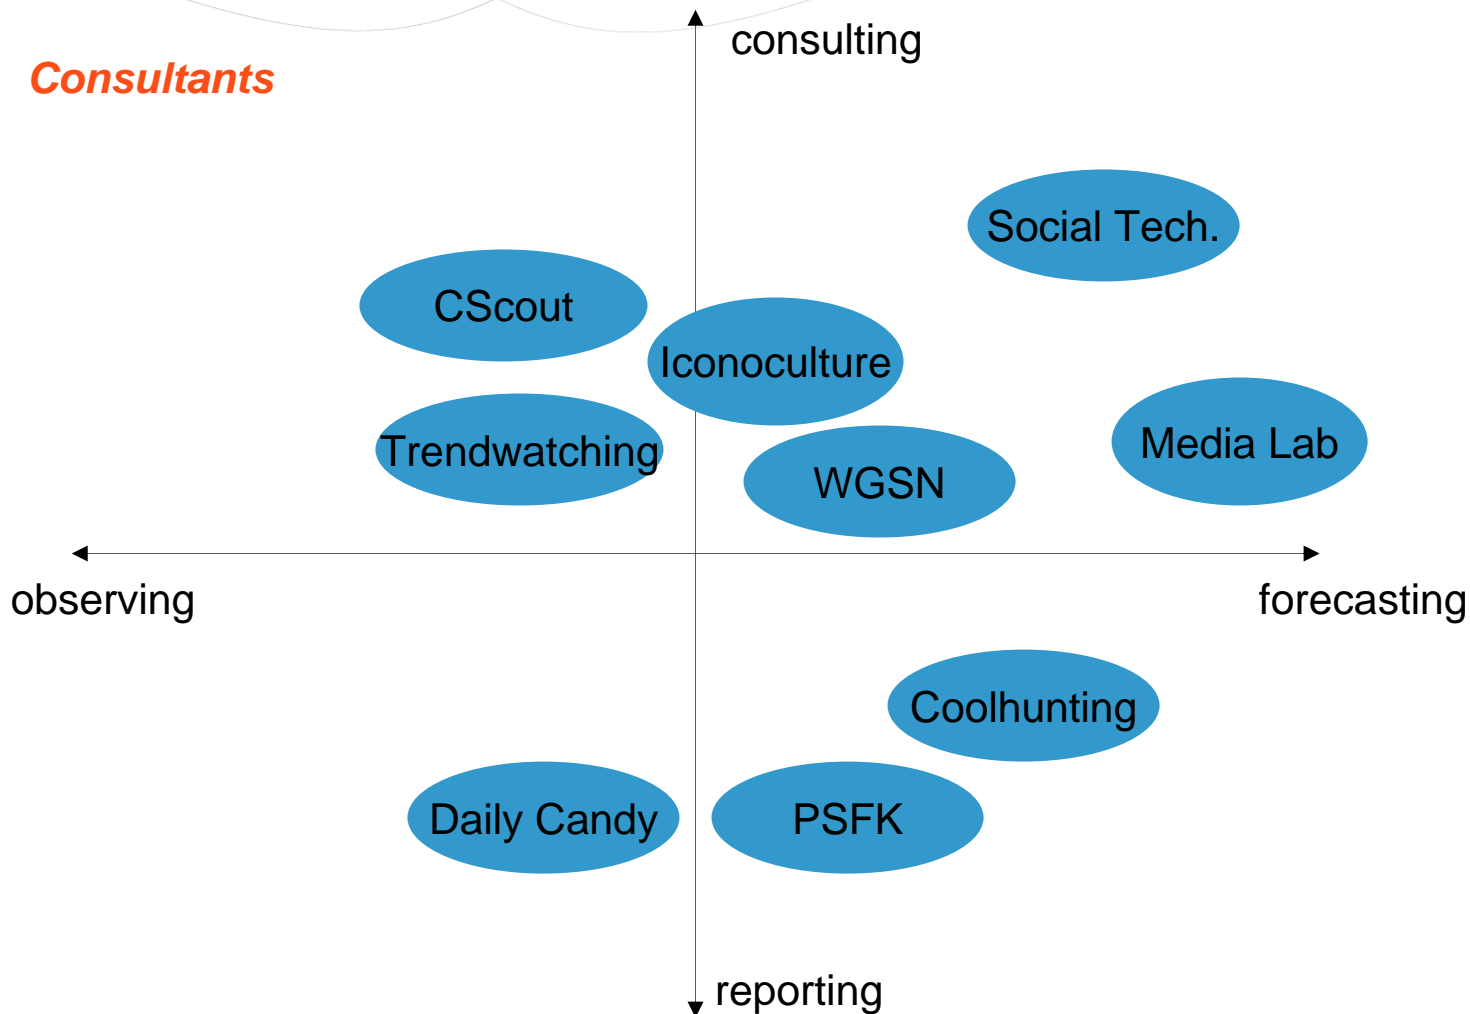 consulting
Consultants
Social Tech.
CScout
Iconoculture
Trendwatching
Media Lab
WGSN
observing
forecasting
Coolhunting
Daily Candy
PSFK
reporting